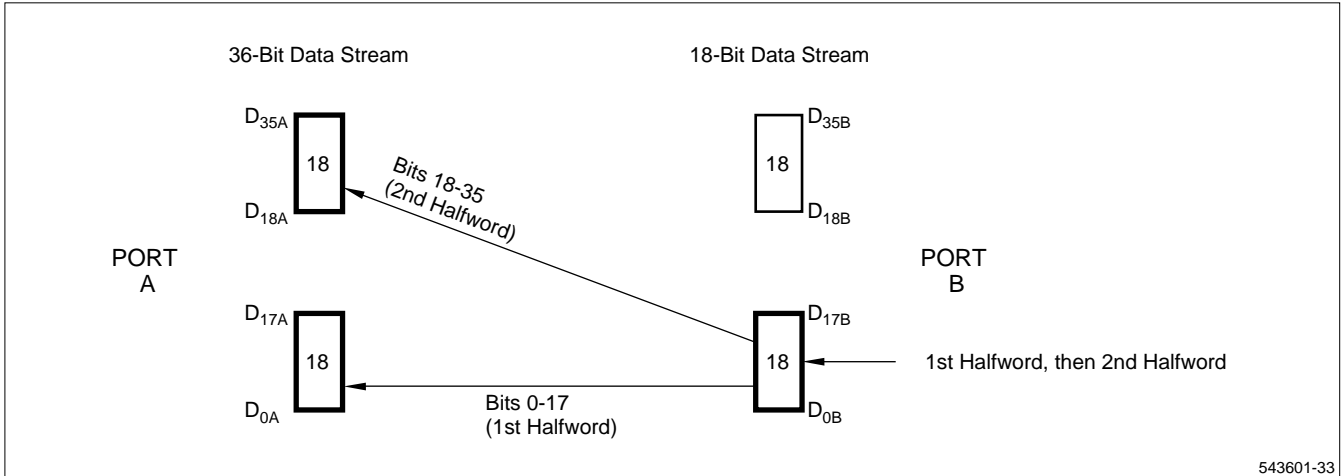 36-Bit Data Stream
18-Bit Data Stream
D35A
D35B
18
18
Bits 18-35
(2nd Halfword)
D18A
D18B
PORT
A
PORT
B
D17A
D17B
18
18
1st Halfword, then 2nd Halfword
Bits 0-17
(1st Halfword)
D0A
D0B
543601-33